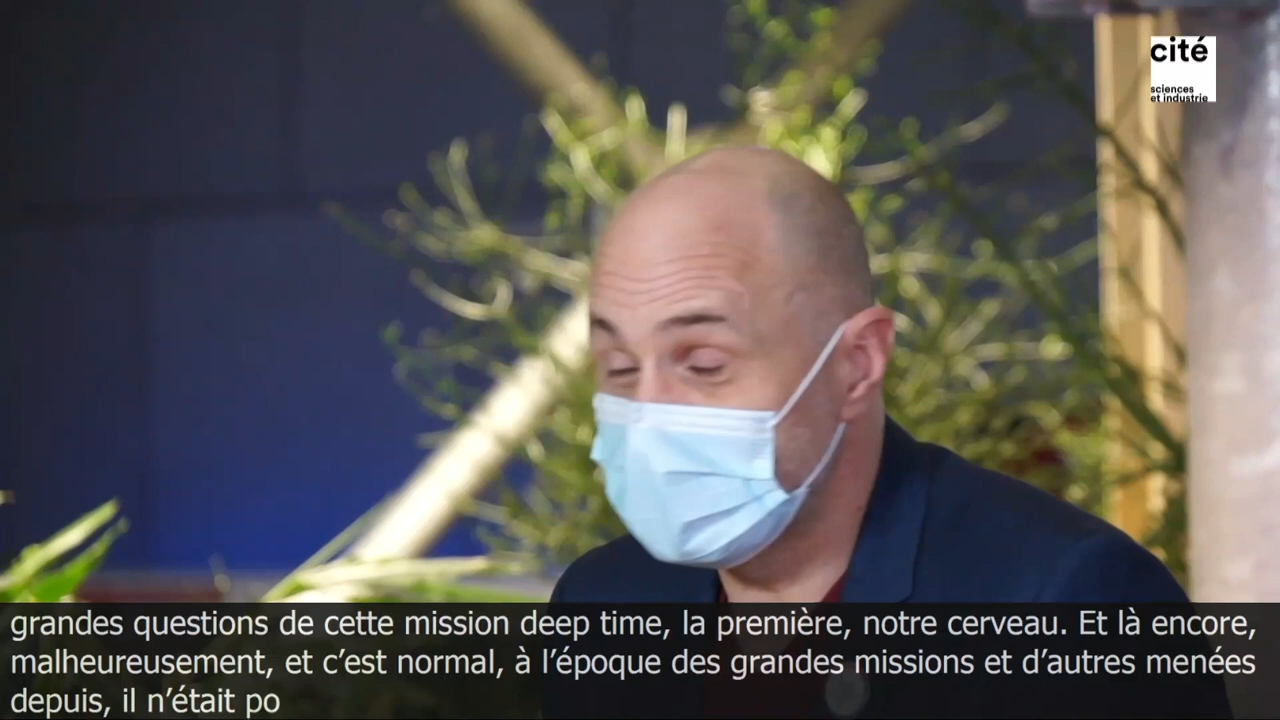 cité
sciences
et industrie
grandes questions de cette mission deep time, la première, notre cerveau. Et là encore,
malheureusement, et c’est normal, à l’époque des grandes missions et d’autres menées
depuis, il n’était po